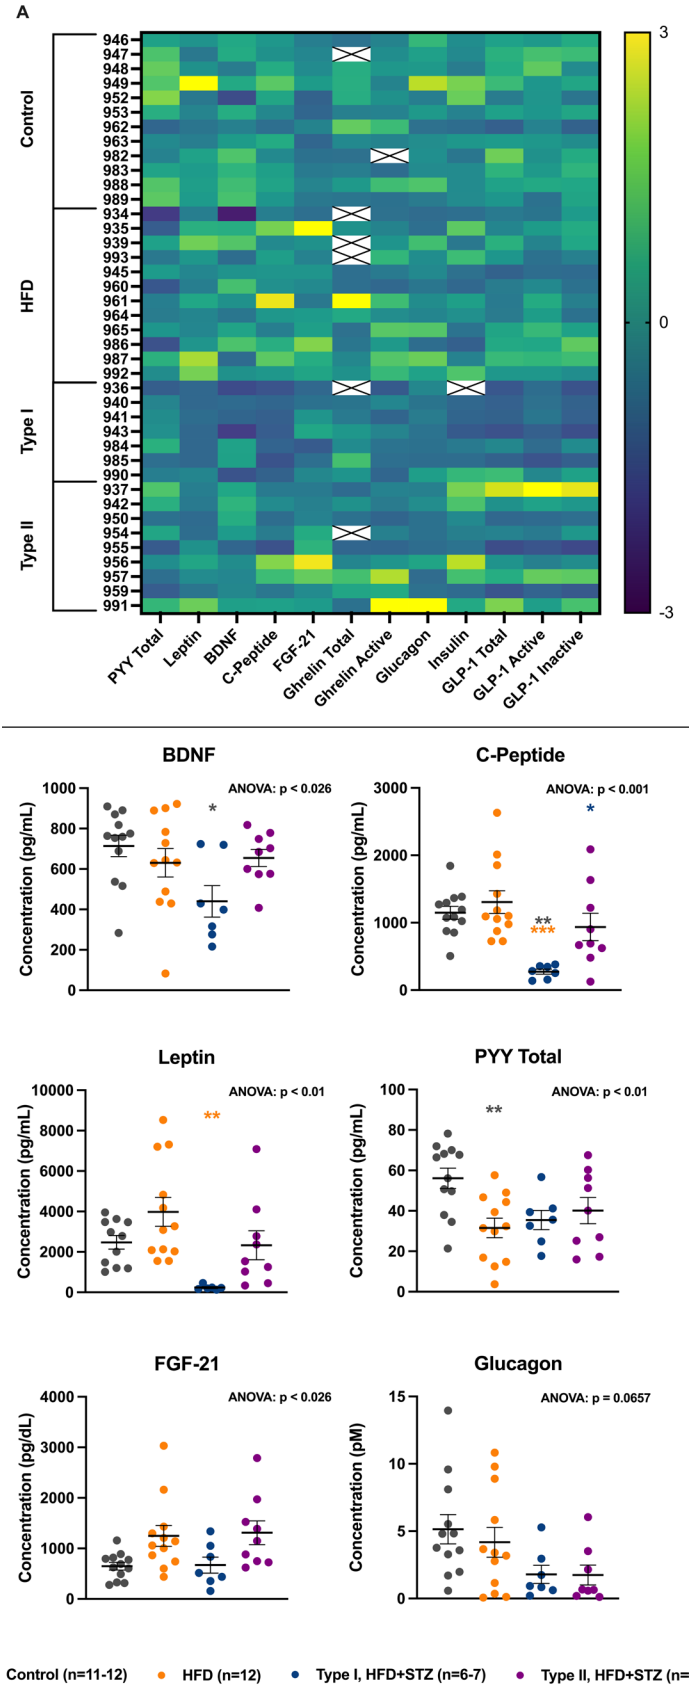 A
Control
HFD
Type I
Type II
946
947
948
949
952
953
962
963
982
983
988
989
934
935
939
993
945
960
961
964
965
986
987
992
936
940
941
943
984
985
990
937
942
950
954
955
956
957
959
991
3
0
-3
PYY Total
Leptin
BDNF
C-Peptide
FGF-21
Ghrelin Total
Ghrelin Active
Glucagon
Insulin
GLP-1 Total
GLP-1 Active
GLP-1 Inactive
BDNF
ANOVA: p < 0.026
Concentration (pg/mL)
1000
800
600
400
200
0
*
C-Peptide
ANOVA: p < 0.001
Concentration (pg/mL)
3000
2000
1000
0
**
***
*
Leptin
ANOVA: p < 0.01
Concentration (pg/mL)
10000
8000
6000
4000
2000
0
**
PYY Total
ANOVA: p < 0.01
Concentration (pg/mL)
100
80
60
40
20
0
**
FGF-21
ANOVA: p < 0.026
Concentration (pg/dL)
4000
3000
2000
1000
0
Glucagon
ANOVA: p = 0.0657
Concentration (pM)
15
10
5
0
Control (n=11-12) HFD (n=12) Type I, HFD+STZ (n=6-7) Type II, HFD+STZ (n=